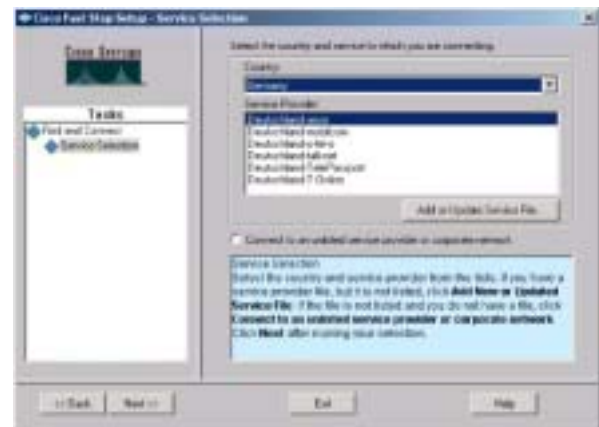 Cisco Fast Step Setup - Service Selection
Cisco Systems
Tasks
Find and Connect
Service Selection
Select the country and service to which you are connecting.
Country
Germany
Service Provider
Deutschland
Deutschland
Deutschland
Deutschland
Deutschland
Deutschland T-Online
Add or Update Service File
Connect to an unlisted service provider or corporate network
Service Selection
Select the country and service provider from the lists. If you have a
service provider file, but it is not listed, click Add New or Updated
Service File. If the file is not listed and you do not have a file, click
Connect to an unlisted service provider or corporate network.
Click Next after making your selection.
<< Back
Next >>
Exit
Help